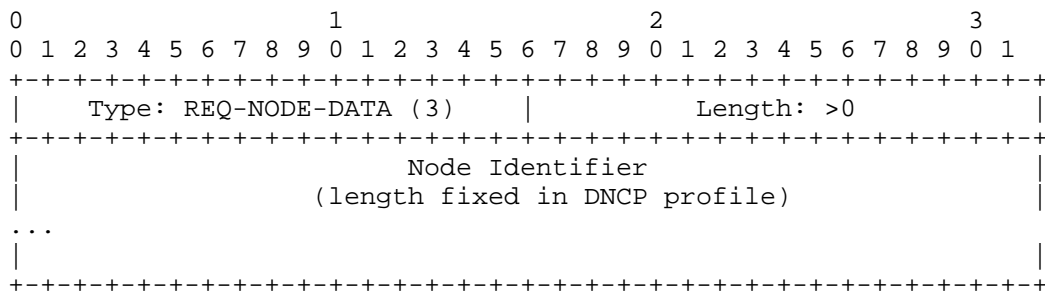 0                   1                   2                   3
0 1 2 3 4 5 6 7 8 9 0 1 2 3 4 5 6 7 8 9 0 1 2 3 4 5 6 7 8 9 0 1
+-+-+-+-+-+-+-+-+-+-+-+-+-+-+-+-+-+-+-+-+-+-+-+-+-+-+-+-+-+-+-+-+
|    Type: REQ-NODE-DATA (3)    |          Length: >0           |
+-+-+-+-+-+-+-+-+-+-+-+-+-+-+-+-+-+-+-+-+-+-+-+-+-+-+-+-+-+-+-+-+
|                        Node Identifier                        |
|                  (length fixed in DNCP profile)               |
...
|                                                               |
+-+-+-+-+-+-+-+-+-+-+-+-+-+-+-+-+-+-+-+-+-+-+-+-+-+-+-+-+-+-+-+-+